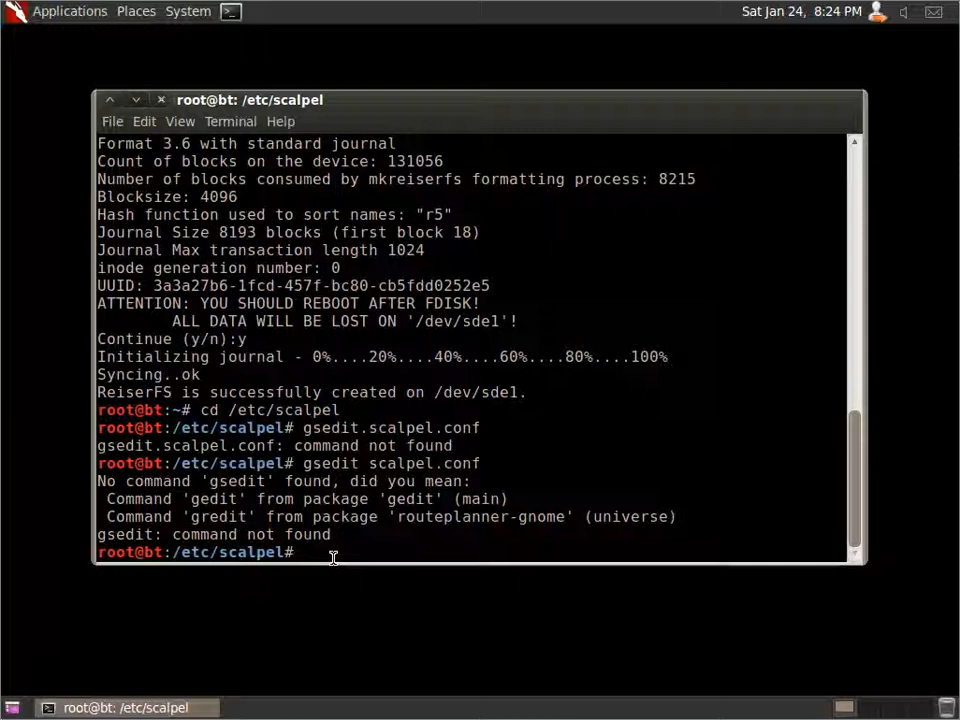 Applications Places System
Sat Jan 24, 8:24 PM
root@bt: /etc/scalpel
File Edit View Terminal Help
Format 3.6 with standard journal
Count of blocks on the device: 131056
Number of blocks consumed by mkreiserfs formatting process: 8215
Blocksize: 4096
Hash function used to sort names: "r5"
Journal Size 8193 blocks (first block 18)
Journal Max transaction length 1024
inode generation number: 0
UUID: 3a3a27b6-1fcd-457f-bc80-cb5fdd0252e5
ATTENTION: YOU SHOULD REBOOT AFTER FDISK!
ALL DATA WILL BE LOST ON '/dev/sde1'!
Continue (y/n):y
Initializing journal - 0%....20%....40%....60%....80%....100%
Syncing..ok
ReiserFS is successfully created on /dev/sde1.
root@bt:~# cd /etc/scalpel
root@bt:/etc/scalpel# gsedit.scalpel.conf
gsedit.scalpel.conf: command not found
root@bt:/etc/scalpel# gsedit scalpel.conf
No command 'gsedit' found, did you mean:
Command 'gedit' from package 'gedit' (main)
Command 'gredit' from package 'routeplanner-gnome' (universe)
gsedit: command not found
root@bt:/etc/scalpel#
root@bt: /etc/scalpel